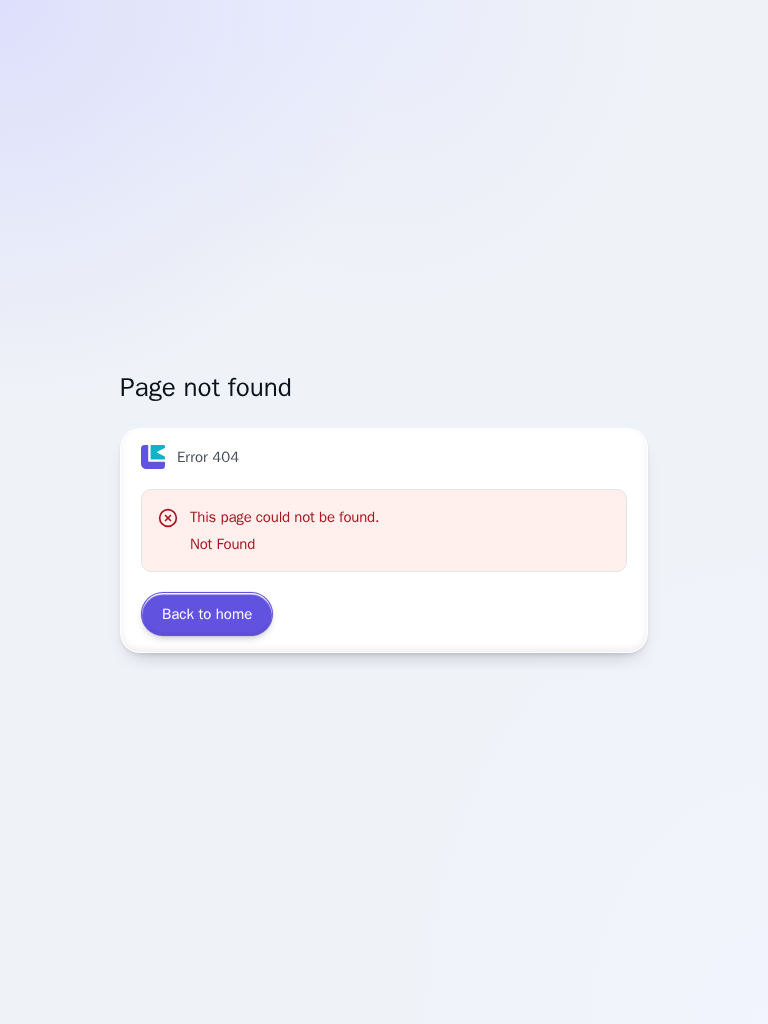 Page not found
Error 404
This page could not be found.
Not Found
Back to home